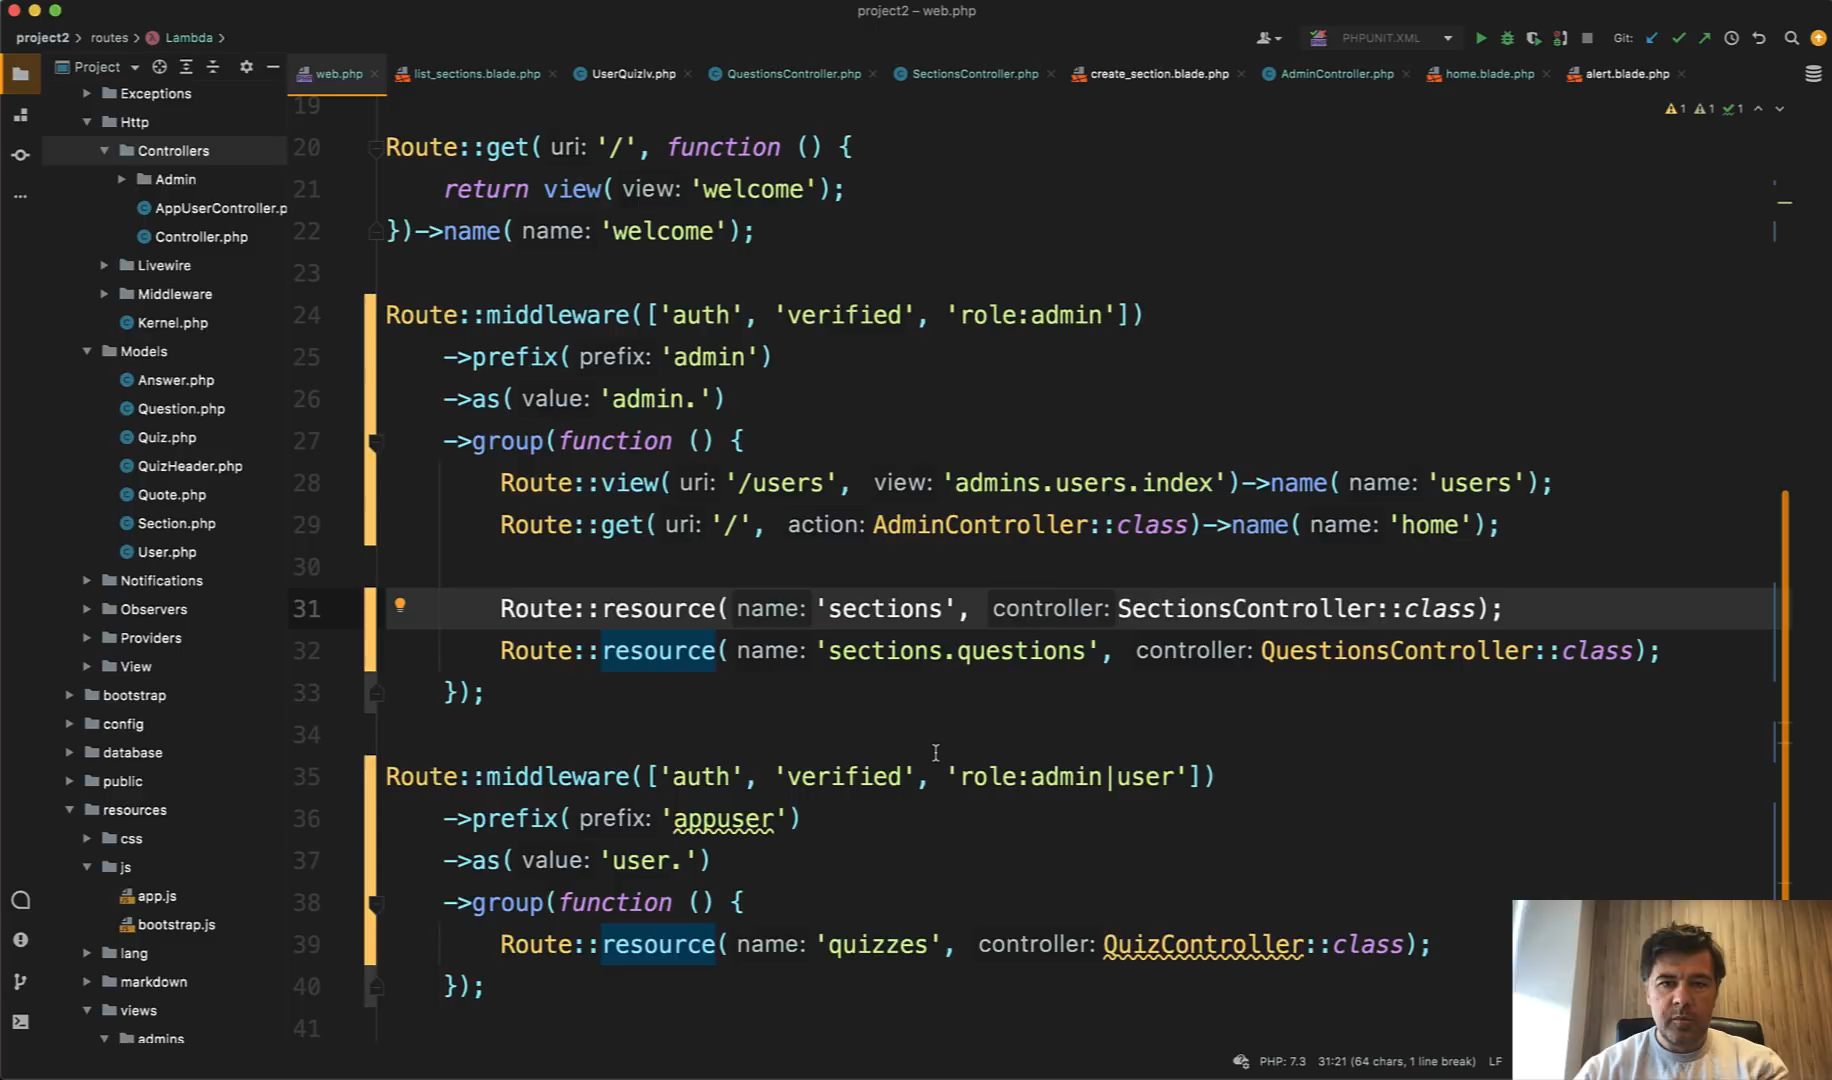 project2 – web.php
project2 > routes > Lambda >
PHPUNIT.XML
Git:
Project
web.php
list_sections.blade.php
UserQuizlv.php
QuestionsController.php
SectionsController.php
create_section.blade.php
AdminController.php
home.blade.php
alert.blade.php
Exceptions
Http
Controllers
Admin
AppUserController.p
Controller.php
Livewire
Middleware
Kernel.php
Models
Answer.php
Question.php
Quiz.php
QuizHeader.php
Quote.php
Section.php
User.php
Notifications
Observers
Providers
View
bootstrap
config
database
public
resources
css
js
app.js
bootstrap.js
lang
markdown
views
admins
1 1 1
19
20 Route::get( uri: '/', function () {
21 return view( view: 'welcome');
22 })->name( name: 'welcome');
23
24 Route::middleware(['auth', 'verified', 'role:admin'])
25 ->prefix( prefix: 'admin')
26 ->as( value: 'admin.')
27 ->group(function () {
28 Route::view( uri: '/users', view: 'admins.users.index')->name( name: 'users');
29 Route::get( uri: '/', action: AdminController::class)->name( name: 'home');
30
31 Route::resource( name: 'sections', controller: SectionsController::class);
32 Route::resource( name: 'sections.questions', controller: QuestionsController::class);
33 });
34
35 Route::middleware(['auth', 'verified', 'role:admin|user'])
36 ->prefix( prefix: 'appuser')
37 ->as( value: 'user.')
38 ->group(function () {
39 Route::resource( name: 'quizzes', controller: QuizController::class);
40 });
41
PHP: 7.3 31:21 (64 chars, 1 line break) LF